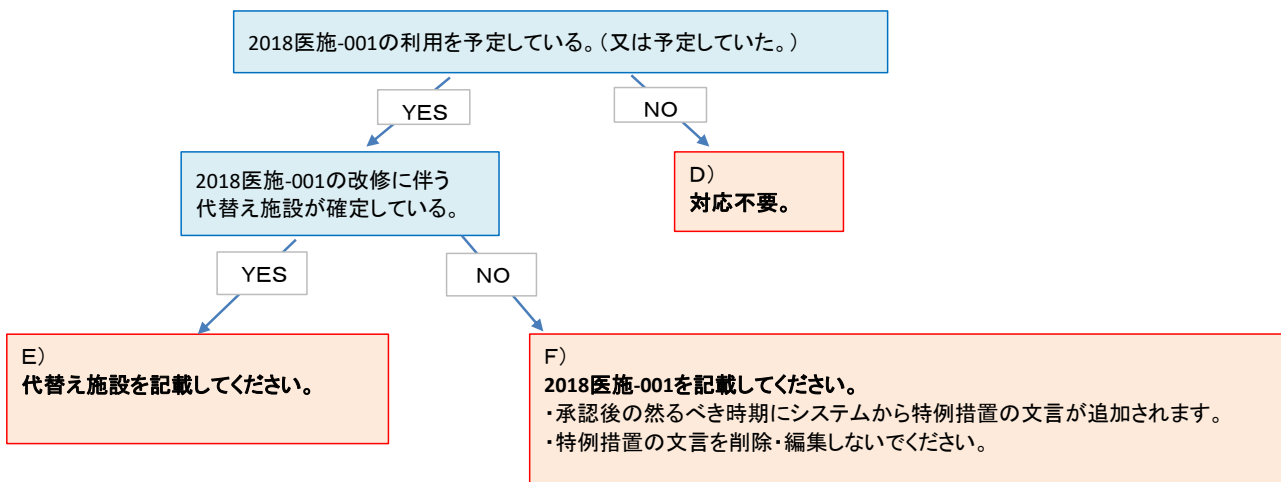 2018医施-001の利用を予定している。(又は予定していた。)
YES
NO
2018医施-001の改修に伴う
代替え施設が確定している。
D)
対応不要。
YES
NO
E)
代替え施設を記載してください。
F)
2018医施-001を記載してください。
・承認後の然るべき時期にシステムから特例措置の文言が追加されます。
・特例措置の文言を削除・編集しないでください。